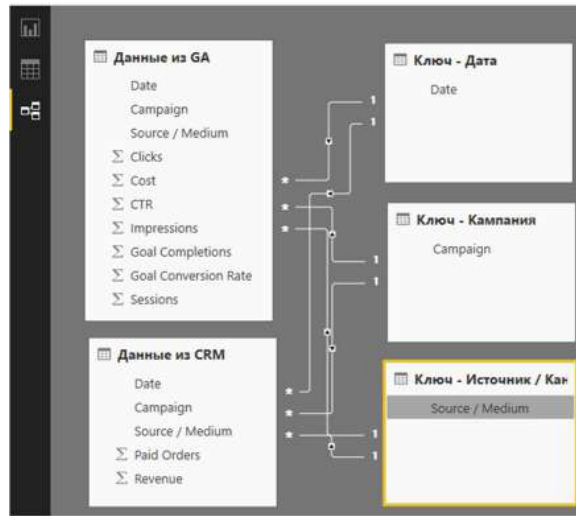 Данные из GA
Date
Campaign
Source / Medium
Σ Clicks
Σ Cost
Σ CTR
Σ Impressions
Σ Goal Completions
Σ Goal Conversion Rate
Σ Sessions
Данные из CRM
Date
Campaign
Source / Medium
Σ Paid Orders
Σ Revenue
Ключ - Дата
Date
Ключ - Кампания
Campaign
Ключ - Источник / Кан
Source / Medium
*
*
*
*
*
*
1
1
1
1
1
1